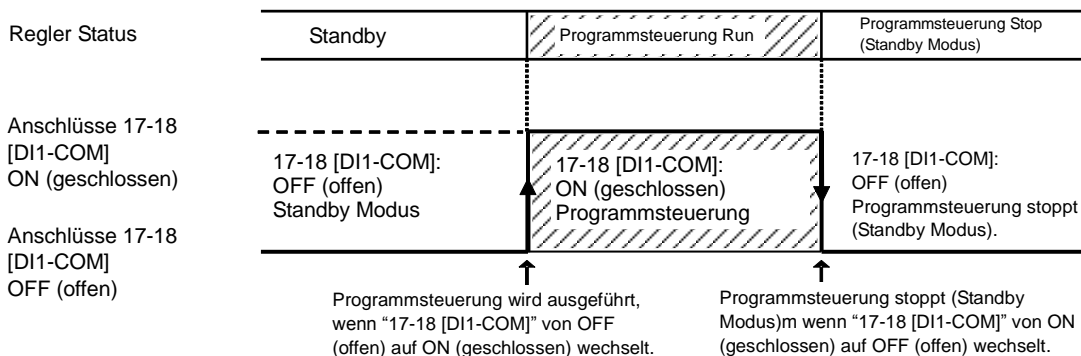 Regler Status
Standby
Programmsteuerung Run
Programmsteuerung Stop
(Standby Modus)
Anschlüsse 17-18
[DI1-COM]
ON (geschlossen)
Anschlüsse 17-18
[DI1-COM]
OFF (offen)
17-18 [DI1-COM]:
OFF (offen)
Standby Modus
17-18 [DI1-COM]:
ON (geschlossen)
Programmsteuerung
17-18 [DI1-COM]:
OFF (offen)
Programmsteuerung stoppt
(Standby Modus).
Programmsteuerung wird ausgeführt,
wenn “17-18 [DI1-COM]” von OFF
(offen) auf ON (geschlossen) wechselt.
Programmsteuerung stoppt (Standby
Modus)m wenn “17-18 [DI1-COM]” von ON
(geschlossen) auf OFF (offen) wechselt.